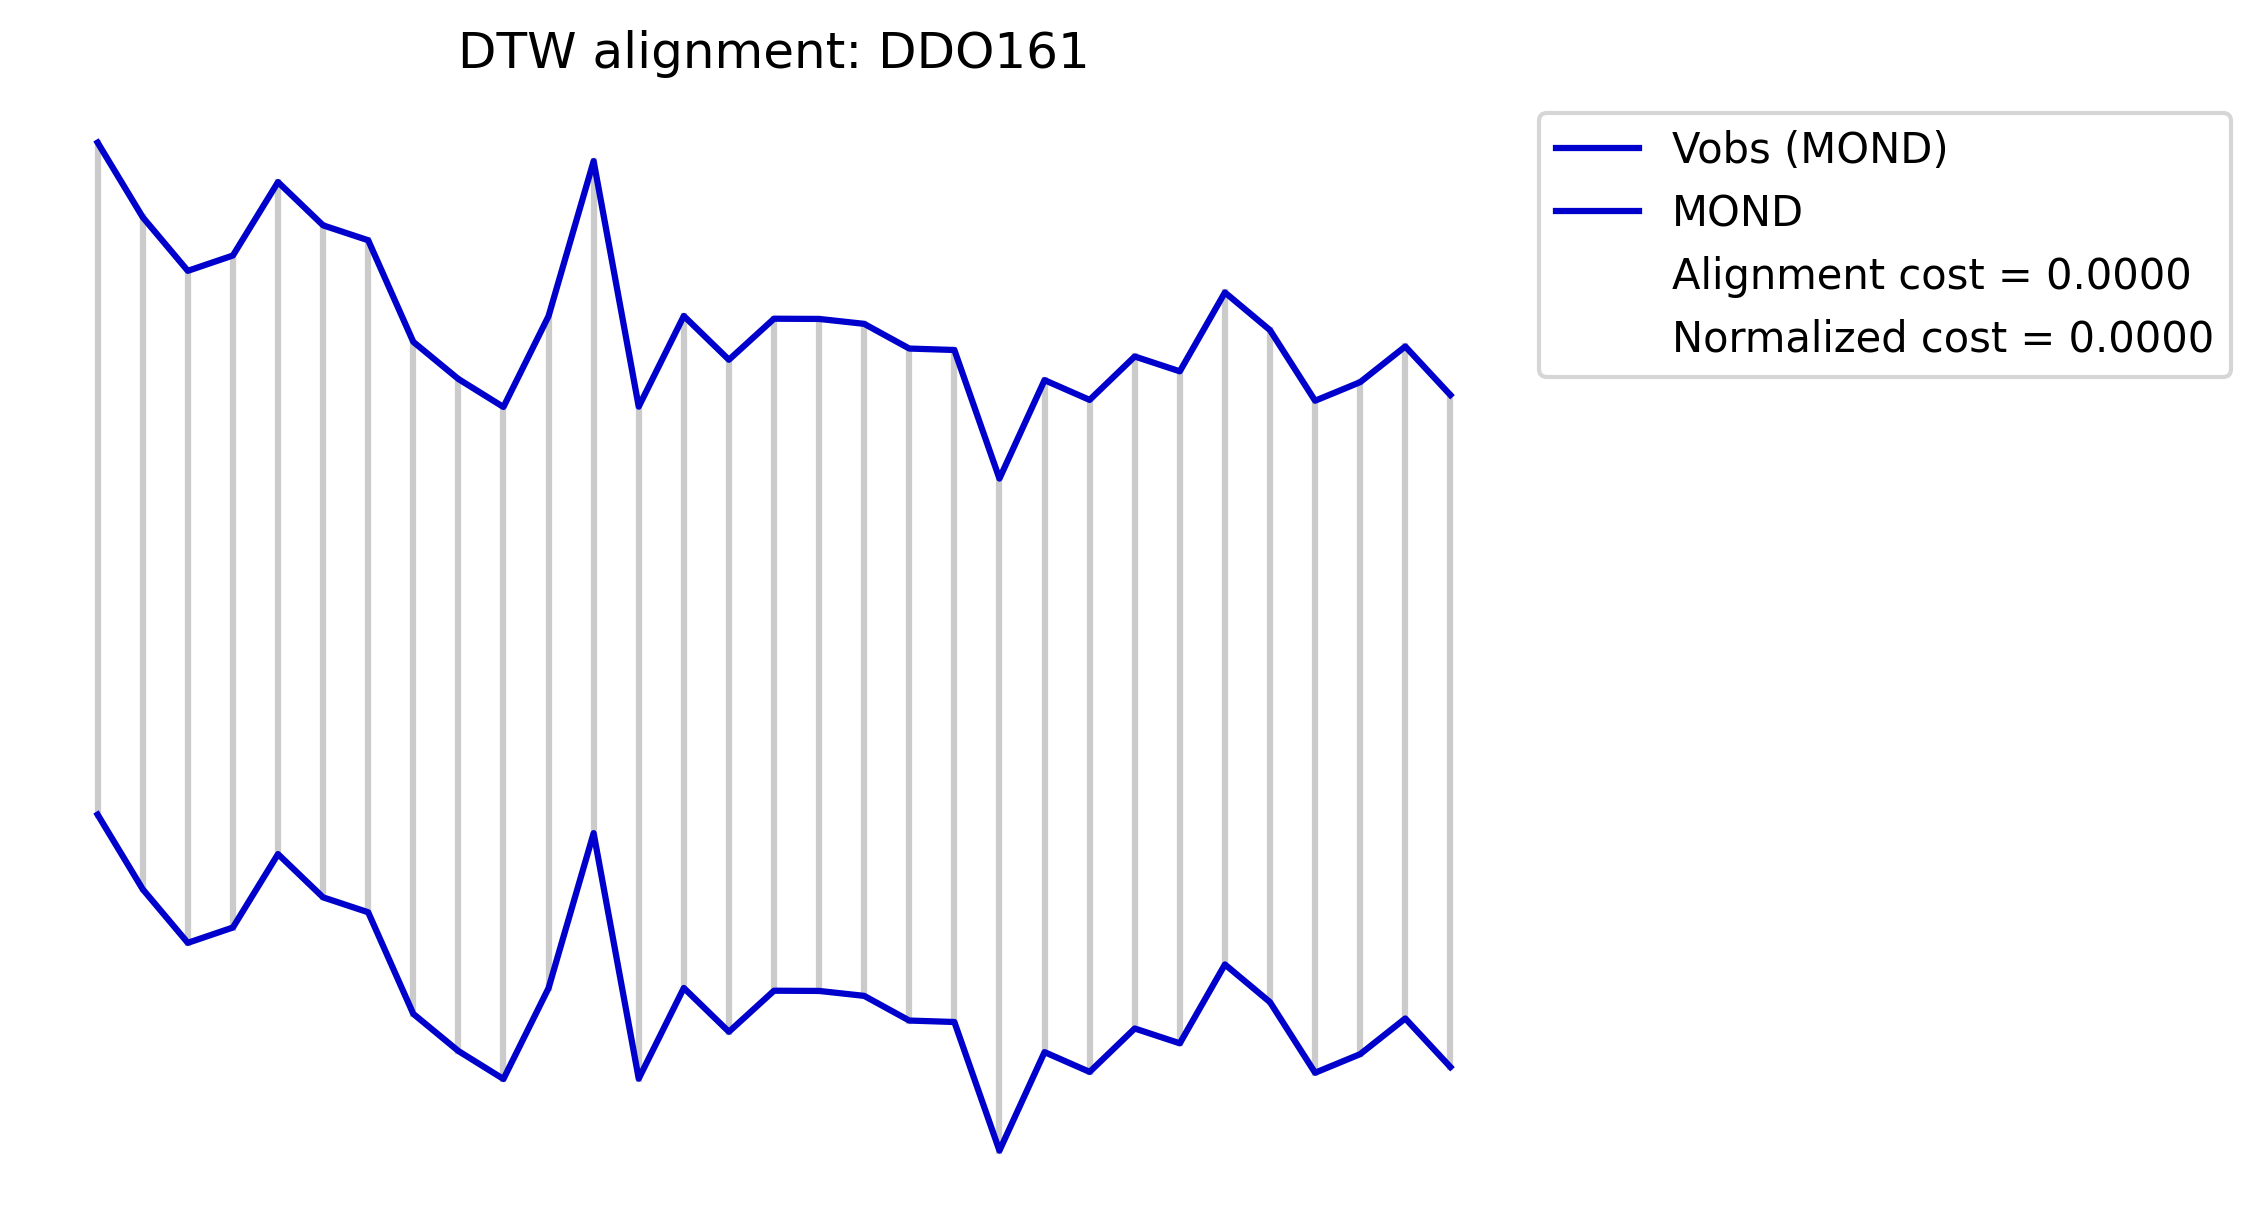 DTW alignment: DDO161
Vobs (MOND)
MOND
Alignment cost = 0.0000
Normalized cost = 0.0000